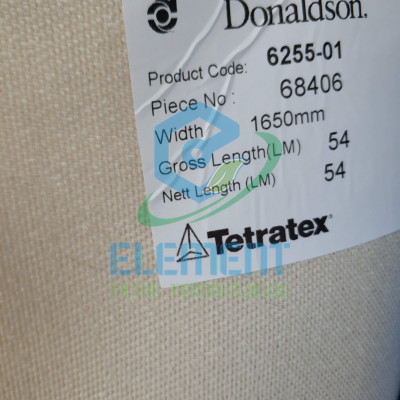 Donaldson.
Product Code: 6255-01
Piece No : 68406
Width 1650mm
Gross Length(LM) 54
Nett Length (LM) 54
Tetratex®
ELEMENT